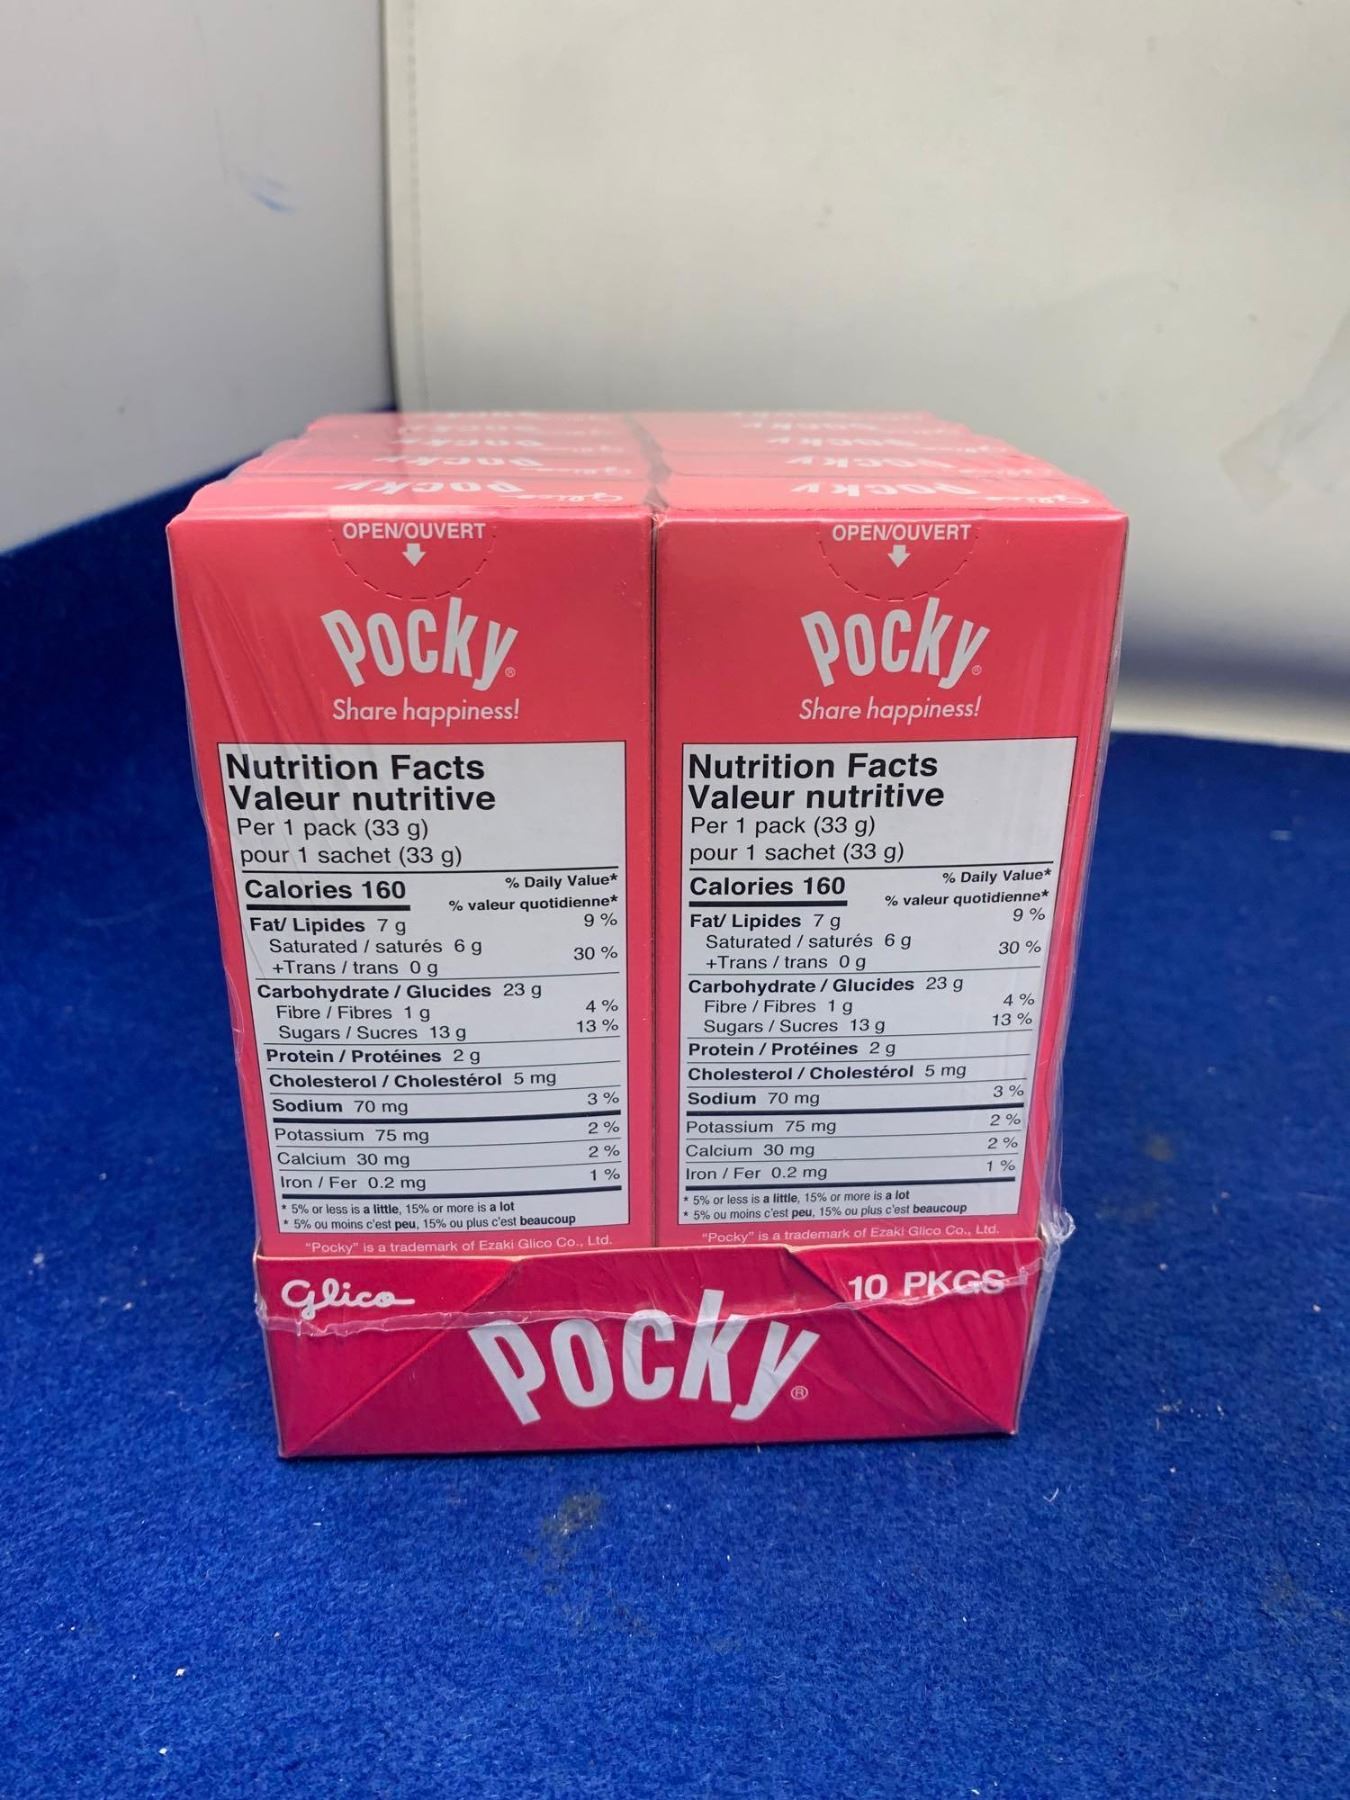 Pocky
Pocky
Pocky
Pocky
Glico
Pocky
Pocky
Glico
OPEN/OUVERT
Pocky®
Share happiness!
Nutrition Facts
Valeur nutritive
Per 1 pack (33 g)
pour 1 sachet (33 g)
Calories 160
% Daily Value*
% valeur quotidienne*
Fat/ Lipides 7 g 9 %
Saturated / saturés 6 g
+Trans / trans 0 g 30 %
Carbohydrate / Glucides 23 g
Fibre / Fibres 1 g 4 %
Sugars / Sucres 13 g 13 %
Protein / Protéines 2 g
Cholesterol / Cholestérol 5 mg
Sodium 70 mg 3 %
Potassium 75 mg 2 %
Calcium 30 mg 2 %
Iron / Fer 0.2 mg 1 %
* 5% or less is a little, 15% or more is a lot
* 5% ou moins c'est peu, 15% ou plus c'est beaucoup
"Pocky" is a trademark of Ezaki Glico Co., Ltd.
OPEN/OUVERT
Pocky®
Share happiness!
Nutrition Facts
Valeur nutritive
Per 1 pack (33 g)
pour 1 sachet (33 g)
Calories 160
% Daily Value*
% valeur quotidienne*
Fat/ Lipides 7 g 9 %
Saturated / saturés 6 g
+Trans / trans 0 g 30 %
Carbohydrate / Glucides 23 g
Fibre / Fibres 1 g 4 %
Sugars / Sucres 13 g 13 %
Protein / Protéines 2 g
Cholesterol / Cholestérol 5 mg
Sodium 70 mg 3 %
Potassium 75 mg 2 %
Calcium 30 mg 2 %
Iron / Fer 0.2 mg 1 %
* 5% or less is a little, 15% or more is a lot
* 5% ou moins c'est peu, 15% ou plus c'est beaucoup
"Pocky" is a trademark of Ezaki Glico Co., Ltd.
Glico
10 PKGS
Pocky®